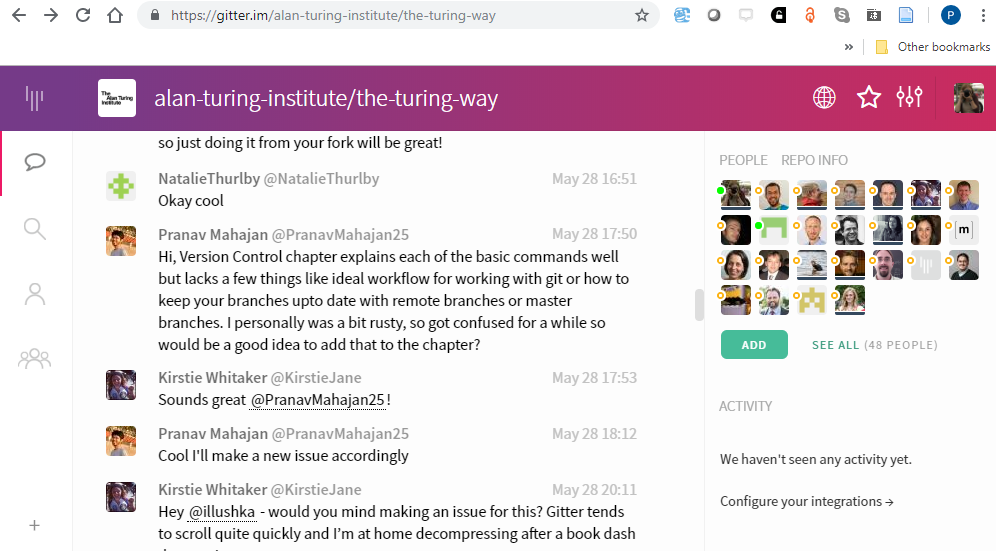 https://gitter.im/alan-turing-institute/the-turing-way
P
» Other bookmarks
The Alan Turing Institute
alan-turing-institute/the-turing-way
so just doing it from your fork will be great!
NatalieThurlby @NatalieThurlby May 28 16:51
Okay cool
Pranav Mahajan @PranavMahajan25 May 28 17:50
Hi, Version Control chapter explains each of the basic commands well
but lacks a few things like ideal workflow for working with git or how to
keep your branches upto date with remote branches or master
branches. I personally was a bit rusty, so got confused for a while so
would be a good idea to add that to the chapter?
Kirstie Whitaker @KirstieJane May 28 17:53
Sounds great @PranavMahajan25!
Pranav Mahajan @PranavMahajan25 May 28 18:12
Cool I'll make a new issue accordingly
Kirstie Whitaker @KirstieJane May 28 20:11
Hey @illushka - would you mind making an issue for this? Gitter tends
to scroll quite quickly and I'm at home decompressing after a book dash
PEOPLE REPO INFO
[m]
ADD SEE ALL (48 PEOPLE)
ACTIVITY
We haven't seen any activity yet.
Configure your integrations →